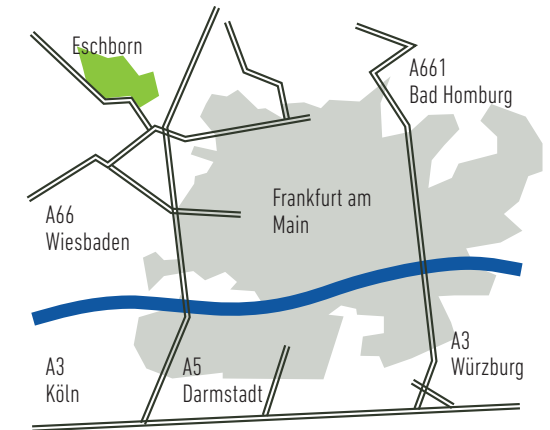 Eschborn
A661
Bad Homburg
Frankfurt am
Main
A66
Wiesbaden
A3
Köln
A5
Darmstadt
A3
Würzburg